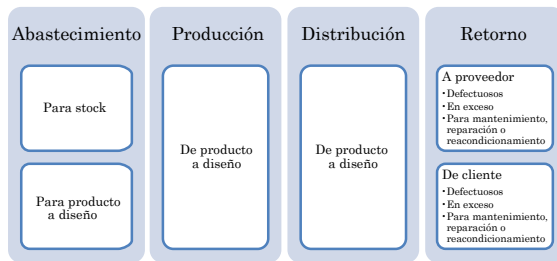 Abastecimiento
Para stock
Para producto
a diseño
Producción
De producto
a diseño
Distribución
De producto
a diseño
Retorno
A proveedor
• Defectuosos
• En exceso
• Para mantenimiento,
reparación o
reacondicionamiento
De cliente
• Defectuosos
• En exceso
• Para mantenimiento,
reparación o
reacondicionamiento